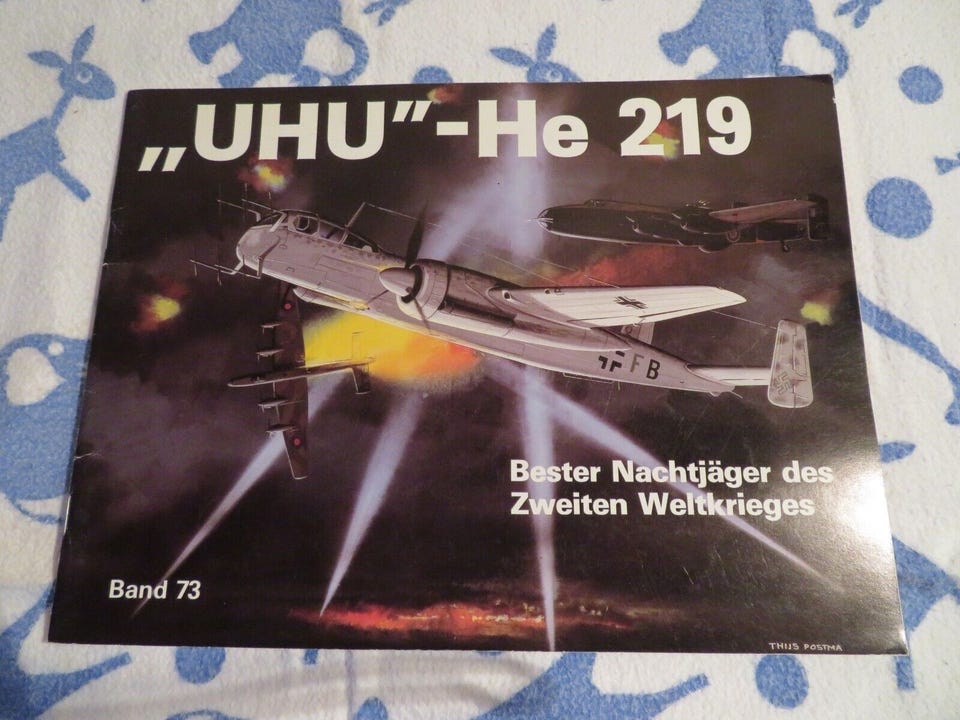 „UHU”-He 219
FB
Bester Nachtjäger des
Zweiten Weltkrieges
Band 73
THIJS POSTMA